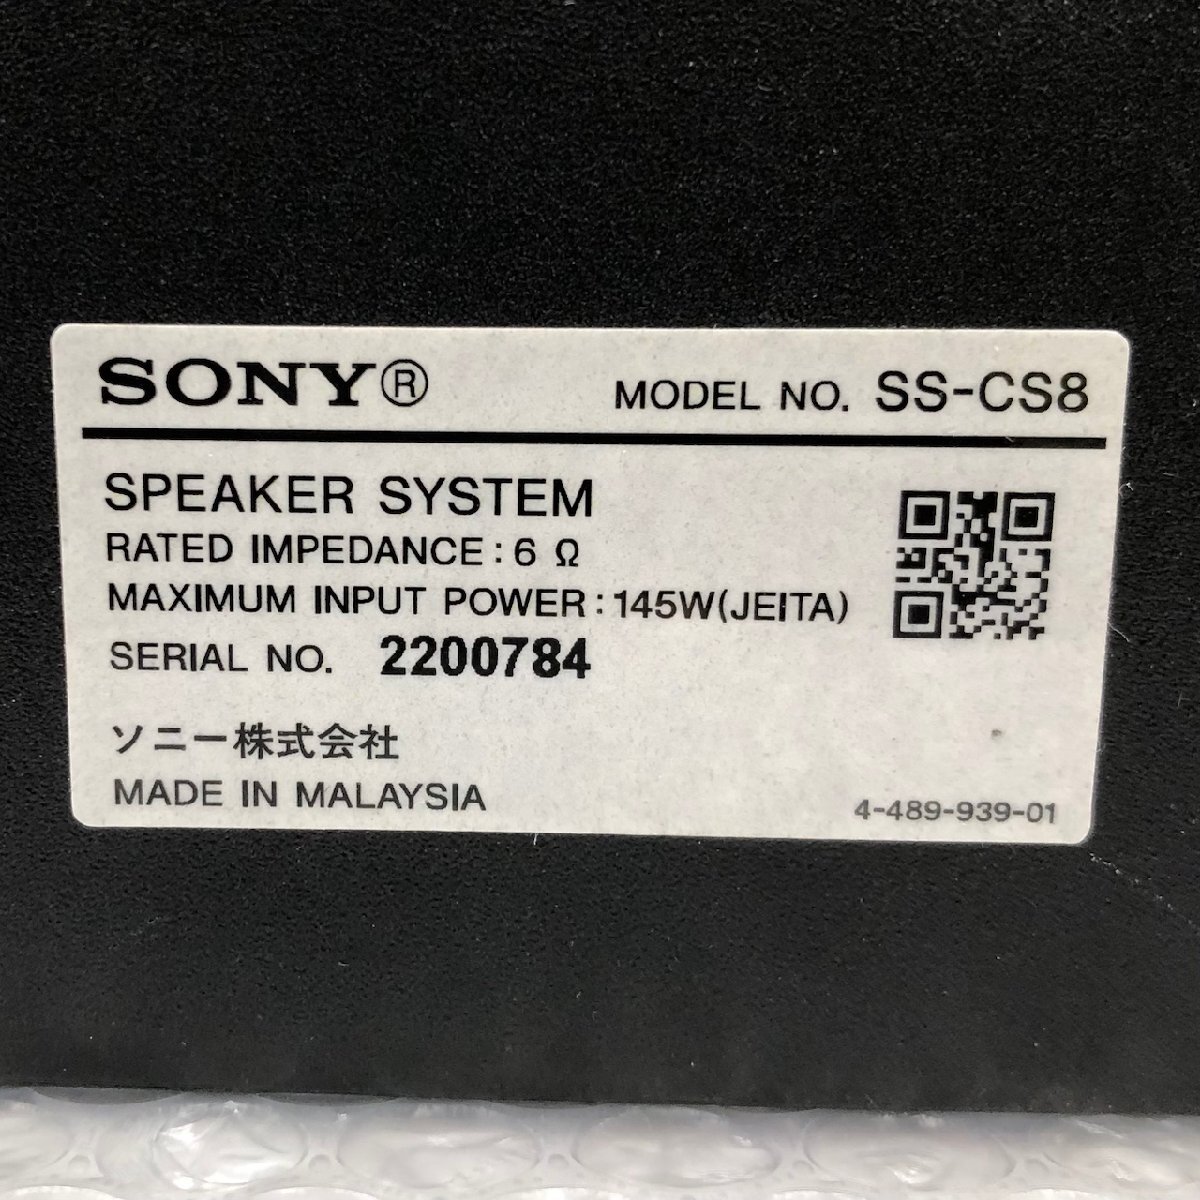 SONY®
MODEL NO. SS-CS8
SPEAKER SYSTEM
RATED IMPEDANCE:6 Ω
MAXIMUM INPUT POWER:145W(JEITA)
SERIAL NO. 2200784
ソニー株式会社
MADE IN MALAYSIA
4-489-939-01